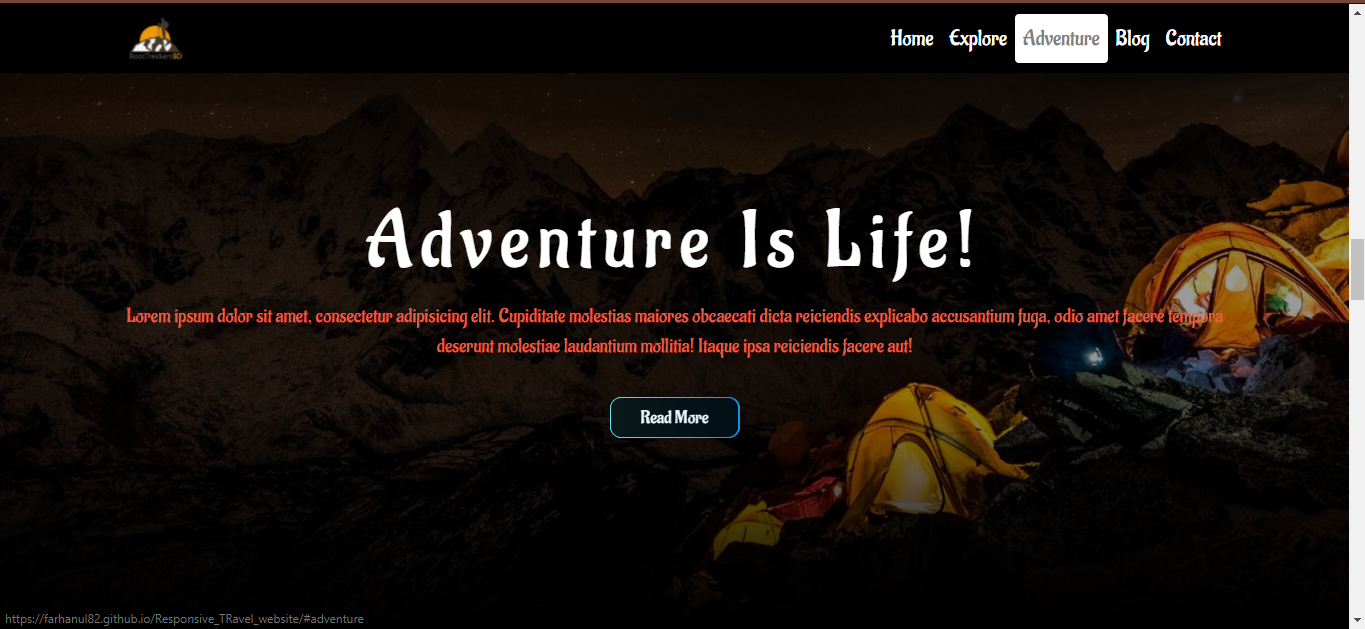 RootTrekkersBD
Home Explore Adventure Blog Contact
Adventure Is Life!
Lorem ipsum dolor sit amet, consectetur adipisicing elit. Cupiditate molestias maiores obcaecati dicta reiciendis explicabo accusantium fuga, odio amet facere tempora
deserunt molestiae laudantium mollitia! Itaque ipsa reiciendis facere aut!
Read More
https://farhanul82.github.io/Responsive_TRavel_website/#adventure